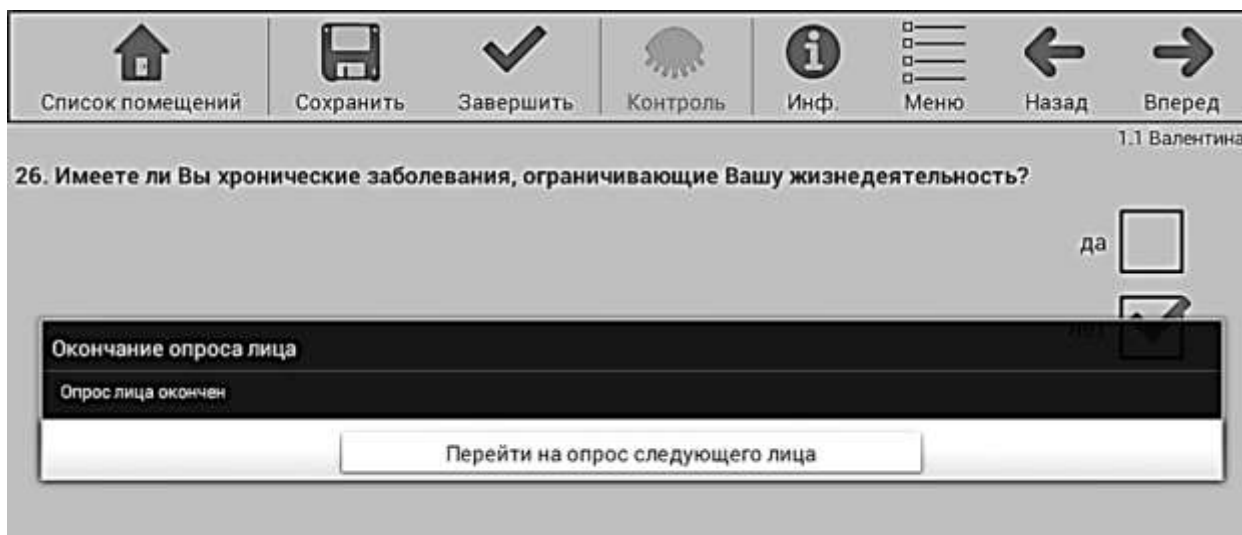 Список помещений Сохранить Завершить Контроль Инф. Меню Назад Вперед
1.1 Валентина
26. Имеете ли Вы хронические заболевания, ограничивающие Вашу жизнедеятельность?
да
нет
Окончание опроса лица
Опрос лица окончен
Перейти на опрос следующего лица